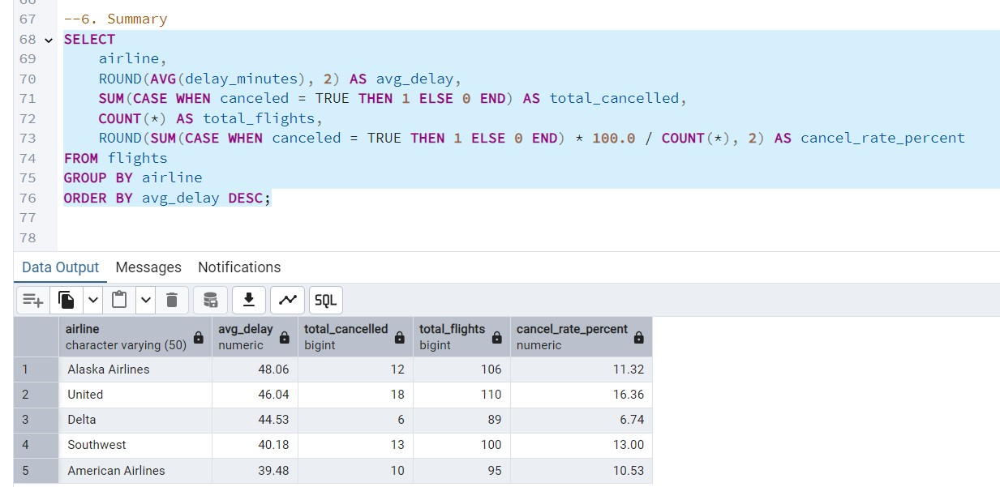 66
67 --6. Summary
68 SELECT
69 airline,
70 ROUND(AVG(delay_minutes), 2) AS avg_delay,
71 SUM(CASE WHEN canceled = TRUE THEN 1 ELSE 0 END) AS total_cancelled,
72 COUNT(*) AS total_flights,
73 ROUND(SUM(CASE WHEN canceled = TRUE THEN 1 ELSE 0 END) * 100.0 / COUNT(*), 2) AS cancel_rate_percent
74 FROM flights
75 GROUP BY airline
76 ORDER BY avg_delay DESC;
77
78
Data Output Messages Notifications
SQL
airline avg_delay total_cancelled total_flights cancel_rate_percent
character varying (50) numeric bigint bigint numeric
1 Alaska Airlines 48.06 12 106 11.32
2 United 46.04 18 110 16.36
3 Delta 44.53 6 89 6.74
4 Southwest 40.18 13 100 13.00
5 American Airlines 39.48 10 95 10.53